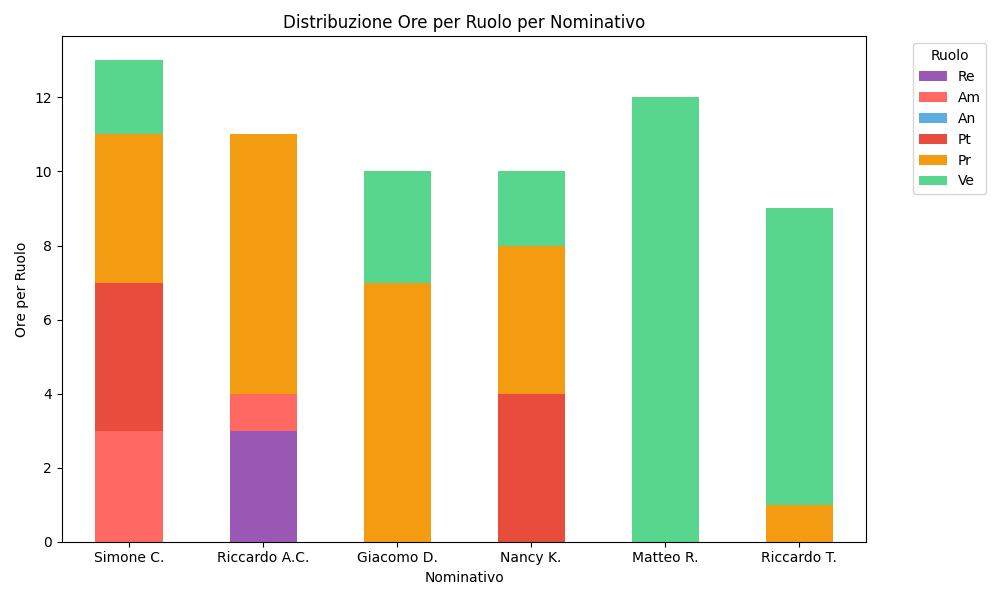 Distribuzione Ore per Ruolo per Nominativo
Ore per Ruolo
12
10
8
6
4
2
0
Simone C.
Riccardo A.C.
Giacomo D.
Nancy K.
Matteo R.
Riccardo T.
Nominativo
Ruolo
Re
Am
An
Pt
Pr
Ve